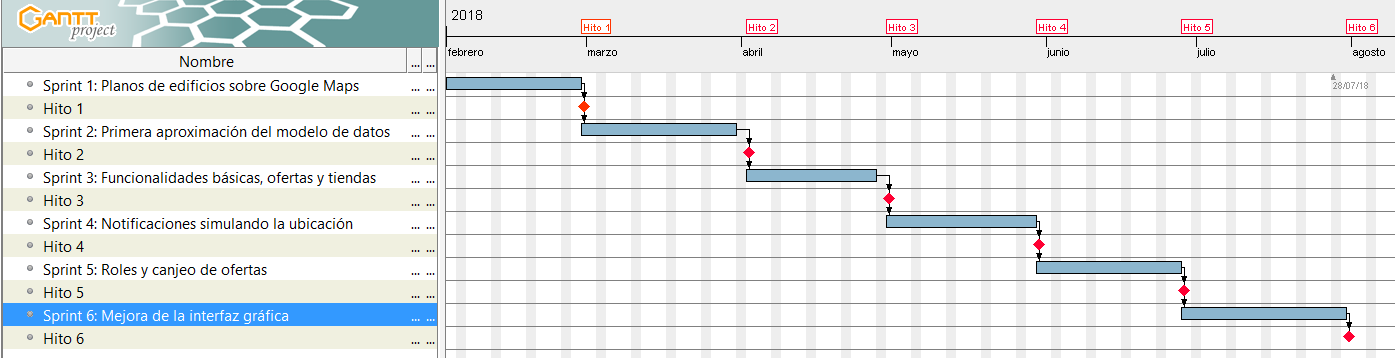 GANTT
project
2018
Hito 1
Hito 2
Hito 3
Hito 4
Hito 5
Hito 6
febrero
marzo
abril
mayo
junio
julio
agosto
28/07/18
Nombre ... ...
Sprint 1: Planos de edificios sobre Google Maps ... ...
Hito 1 ... ...
Sprint 2: Primera aproximación del modelo de datos ... ...
Hito 2 ... ...
Sprint 3: Funcionalidades básicas, ofertas y tiendas ... ...
Hito 3 ... ...
Sprint 4: Notificaciones simulando la ubicación ... ...
Hito 4 ... ...
Sprint 5: Roles y canjeo de ofertas ... ...
Hito 5 ... ...
Sprint 6: Mejora de la interfaz gráfica ... ...
Hito 6 ... ...